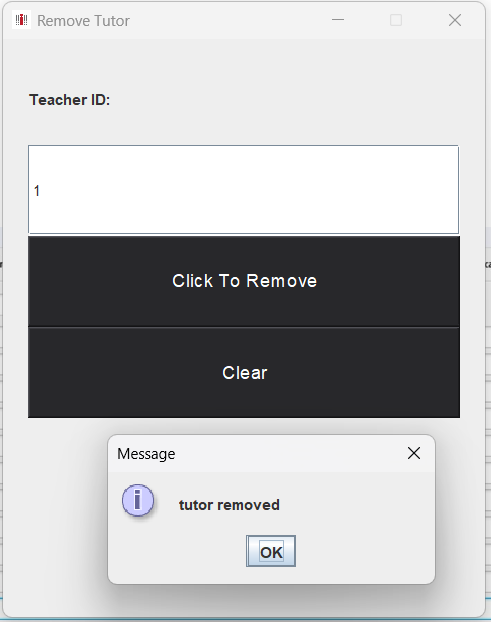 Remove Tutor
Teacher ID:
1
Click To Remove
Clear
Message
tutor removed
OK